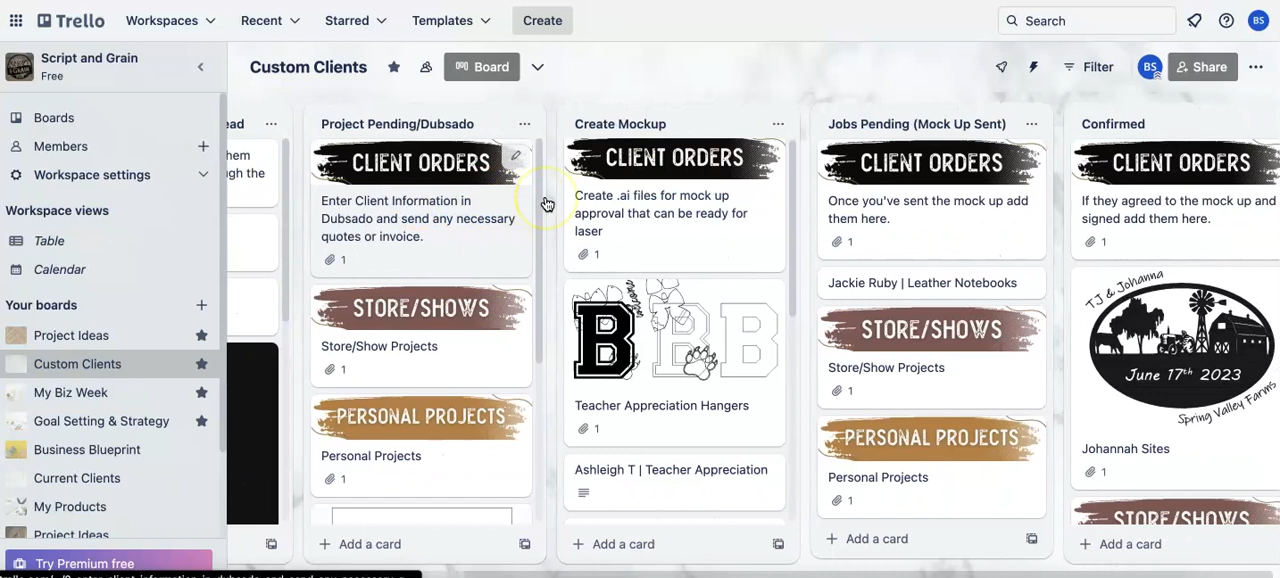 Trello
Workspaces
Recent
Starred
Templates
Create
Search
BS
Script and Grain
Free
Custom Clients
Board
Filter
BS
Share
Boards
Members
Workspace settings
Workspace views
Table
Calendar
Your boards
Project Ideas
Custom Clients
My Biz Week
Goal Setting & Strategy
Business Blueprint
Current Clients
My Products
Project Ideas
Try Premium free
Project Pending/Dubsado
CLIENT ORDERS
Enter Client Information in
Dubsado and send any necessary
quotes or invoice.
1
STORE/SHOWS
Store/Show Projects
1
PERSONAL PROJECTS
Personal Projects
1
Add a card
Create Mockup
CLIENT ORDERS
Create .ai files for mock up
approval that can be ready for
laser
1
B B B
Teacher Appreciation Hangers
1
Ashleigh T | Teacher Appreciation
Add a card
Jobs Pending (Mock Up Sent)
CLIENT ORDERS
Once you've sent the mock up add
them here.
1
Jackie Ruby | Leather Notebooks
STORE/SHOWS
Store/Show Projects
1
PERSONAL PROJECTS
Personal Projects
1
Add a card
Confirmed
CLIENT ORDERS
If they agreed to the mock up and
signed add them here.
1
TJ & Johanna
June 17th 2023
Spring Valley Farms
Johannah Sites
1
STORE/SHOWS
Add a card